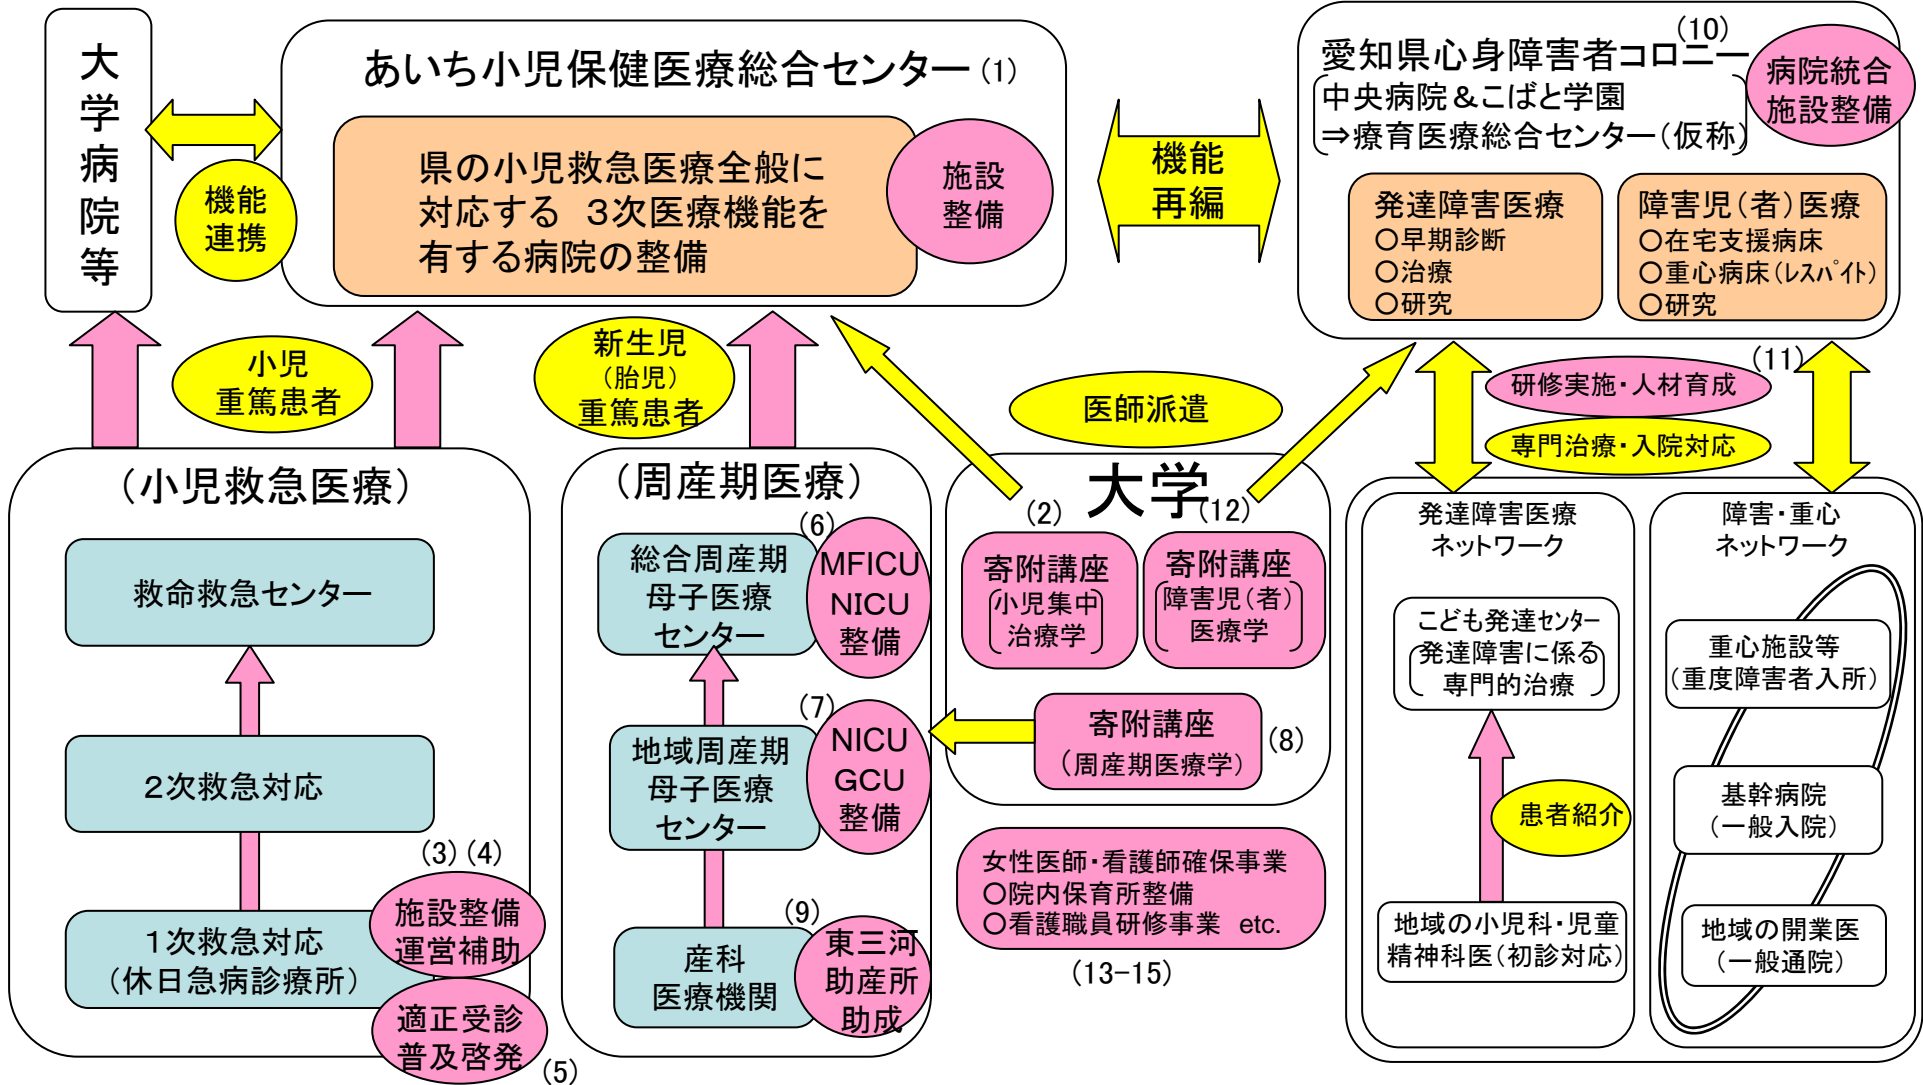 大
学
病
院
等
あいち小児保健医療総合センター(1)
県の小児救急医療全般に
対応する 3次医療機能を
有する病院の整備
施設
整備
機能
連携
機能
再編
(10)
愛知県心身障害者コロニー
中央病院&こばと学園
⇒療育医療総合センター(仮称)
病院統合
施設整備
発達障害医療
○早期診断
○治療
○研究
障害児(者)医療
○在宅支援病床
○重心病床(レスパイト)
○研究
小児
重篤患者
新生児
(胎児)
重篤患者
医師派遣
(11)
研修実施・人材育成
専門治療・入院対応
(小児救急医療)
救命救急センター
2次救急対応
(3)(4)
施設整備
運営補助
1次救急対応
(休日急病診療所)
適正受診
普及啓発
(5)
(周産期医療)
(6)
総合周産期
母子医療
センター
MFICU
NICU
整備
(7)
地域周産期
母子医療
センター
NICU
GCU
整備
(9)
産科
医療機関
東三河
助産所
助成
大学
(2)
(12)
寄附講座
小児集中
治療学
寄附講座
障害児(者)
医療学
寄附講座
(周産期医療学)
(8)
女性医師・看護師確保事業
○院内保育所整備
○看護職員研修事業 etc.
(13-15)
発達障害医療
ネットワーク
こども発達センター
発達障害に係る
専門的治療
患者紹介
地域の小児科・児童
精神科医(初診対応)
障害・重心
ネットワーク
重心施設等
(重度障害者入所)
基幹病院
(一般入院)
地域の開業医
(一般通院)